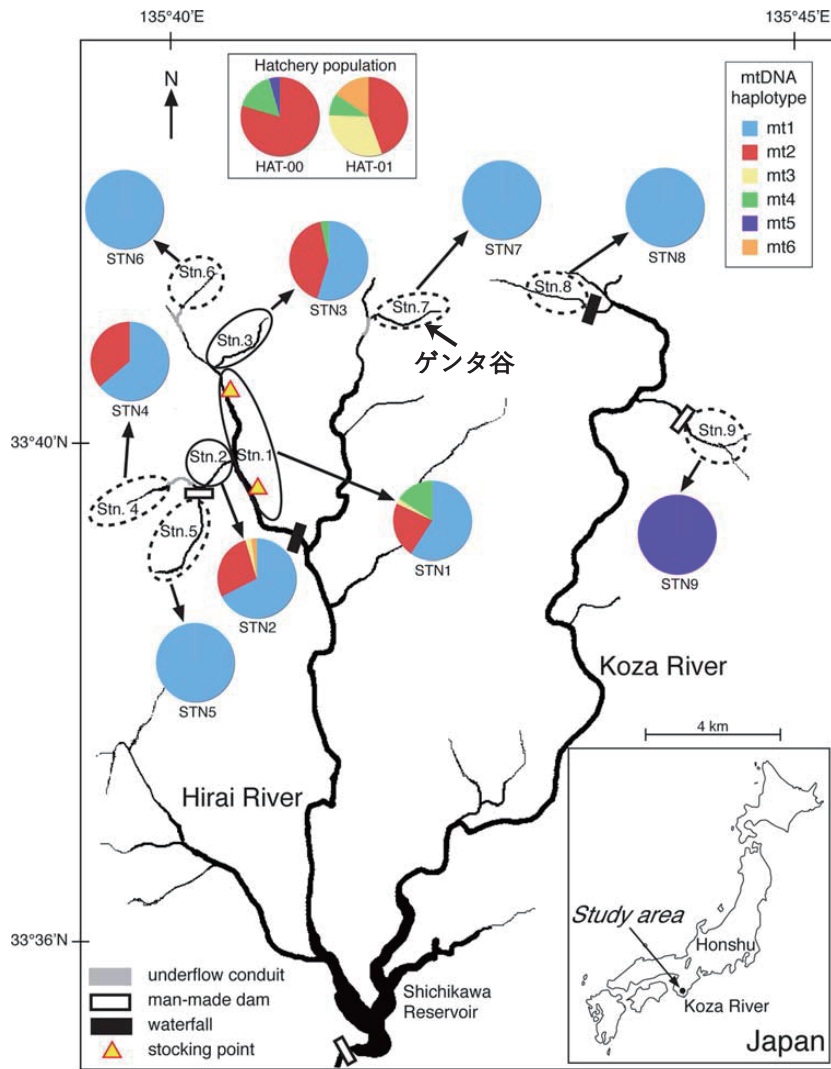 135°40'E
135°45'E
N
Hatchery population
HAT-00
HAT-01
mtDNA
haplotype
mt1
mt2
mt3
mt4
mt5
mt6
STN6
Stn.6
STN3
Stn.3
STN7
Stn.7
ゲンタ谷
STN8
Stn.8
STN4
33°40'N
Stn.2
Stn.1
Stn.9
Stn. 4
Stn.5
STN1
STN9
STN2
STN5
Koza River
4 km
Hirai River
33°36'N
underflow conduit
man-made dam
waterfall
stocking point
Shichikawa
Reservoir
Study area
Honshu
Koza River
Japan